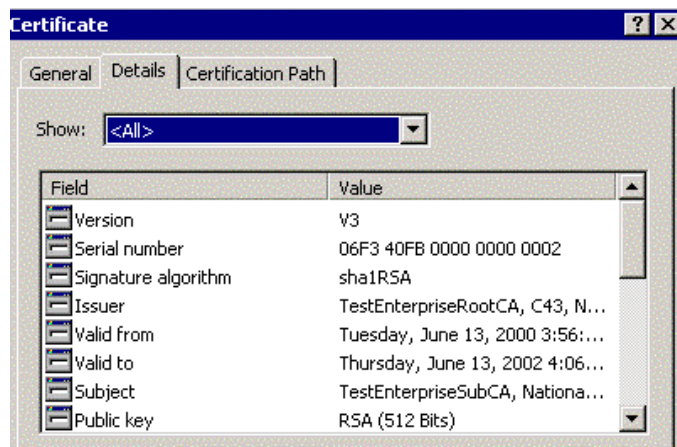 Certificate
General Details Certification Path
Show: <All>
Field Value
Version V3
Serial number 06F3 40FB 0000 0000 0002
Signature algorithm sha1RSA
Issuer TestEnterpriseRootCA, C43, N...
Valid from Tuesday, June 13, 2000 3:56:...
Valid to Thursday, June 13, 2002 4:06...
Subject TestEnterpriseSubCA, Nationa...
Public key RSA (512 Bits)